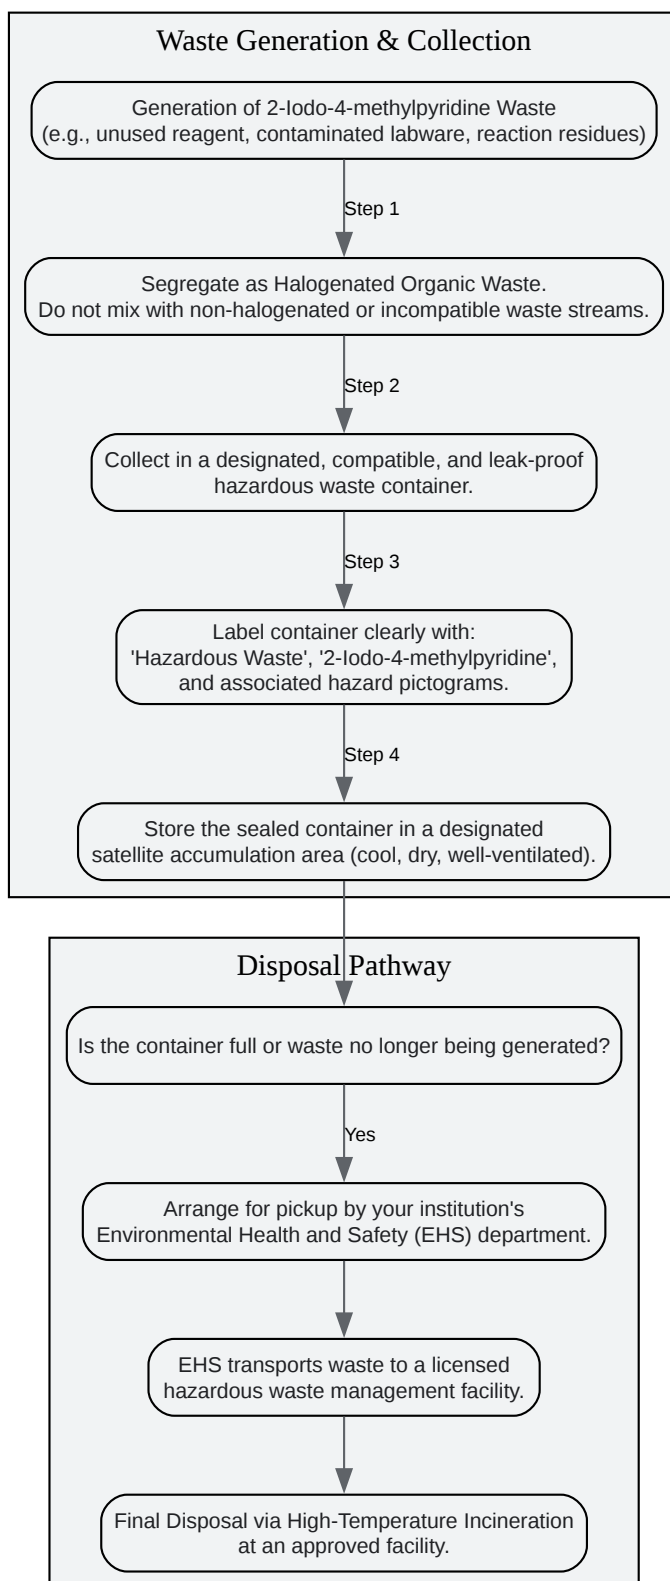 Waste Generation & Collection
Generation of 2-Iodo-4-methylpyridine Waste
(e.g., unused reagent, contaminated labware, reaction residues)
Step 1
Segregate as Halogenated Organic Waste.
Do not mix with non-halogenated or incompatible waste streams.
Step 2
Collect in a designated, compatible, and leak-proof
hazardous waste container.
Step 3
Label container clearly with:
'Hazardous Waste', '2-Iodo-4-methylpyridine',
and associated hazard pictograms.
Step 4
Store the sealed container in a designated
satellite accumulation area (cool, dry, well-ventilated).
Disposal Pathway
Is the container full or waste no longer being generated?
Yes
Arrange for pickup by your institution's
Environmental Health and Safety (EHS) department.
EHS transports waste to a licensed
hazardous waste management facility.
Final Disposal via High-Temperature Incineration
at an approved facility.